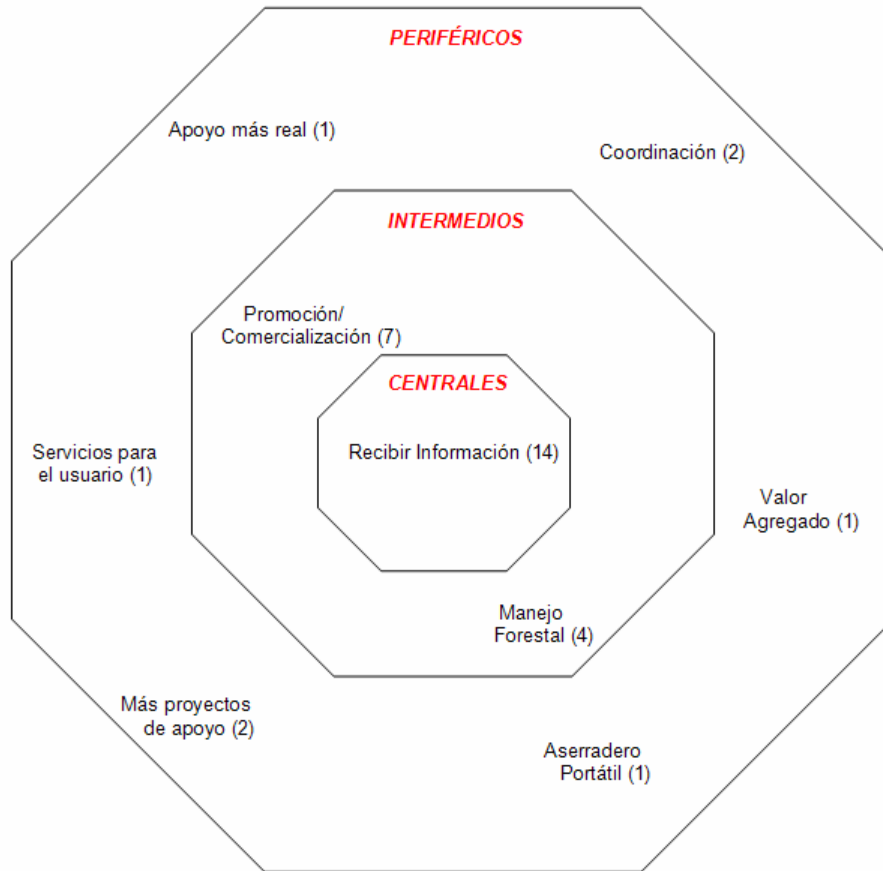 PERIFÉRICOS
Apoyo más real (1)
Coordinación (2)
INTERMEDIOS
Promoción/
Comercialización (7)
CENTRALES
Recibir Información (14)
Servicios para
el usuario (1)
Valor
Agregado (1)
Manejo
Forestal (4)
Más proyectos
de apoyo (2)
Aserradero
Portátil (1)